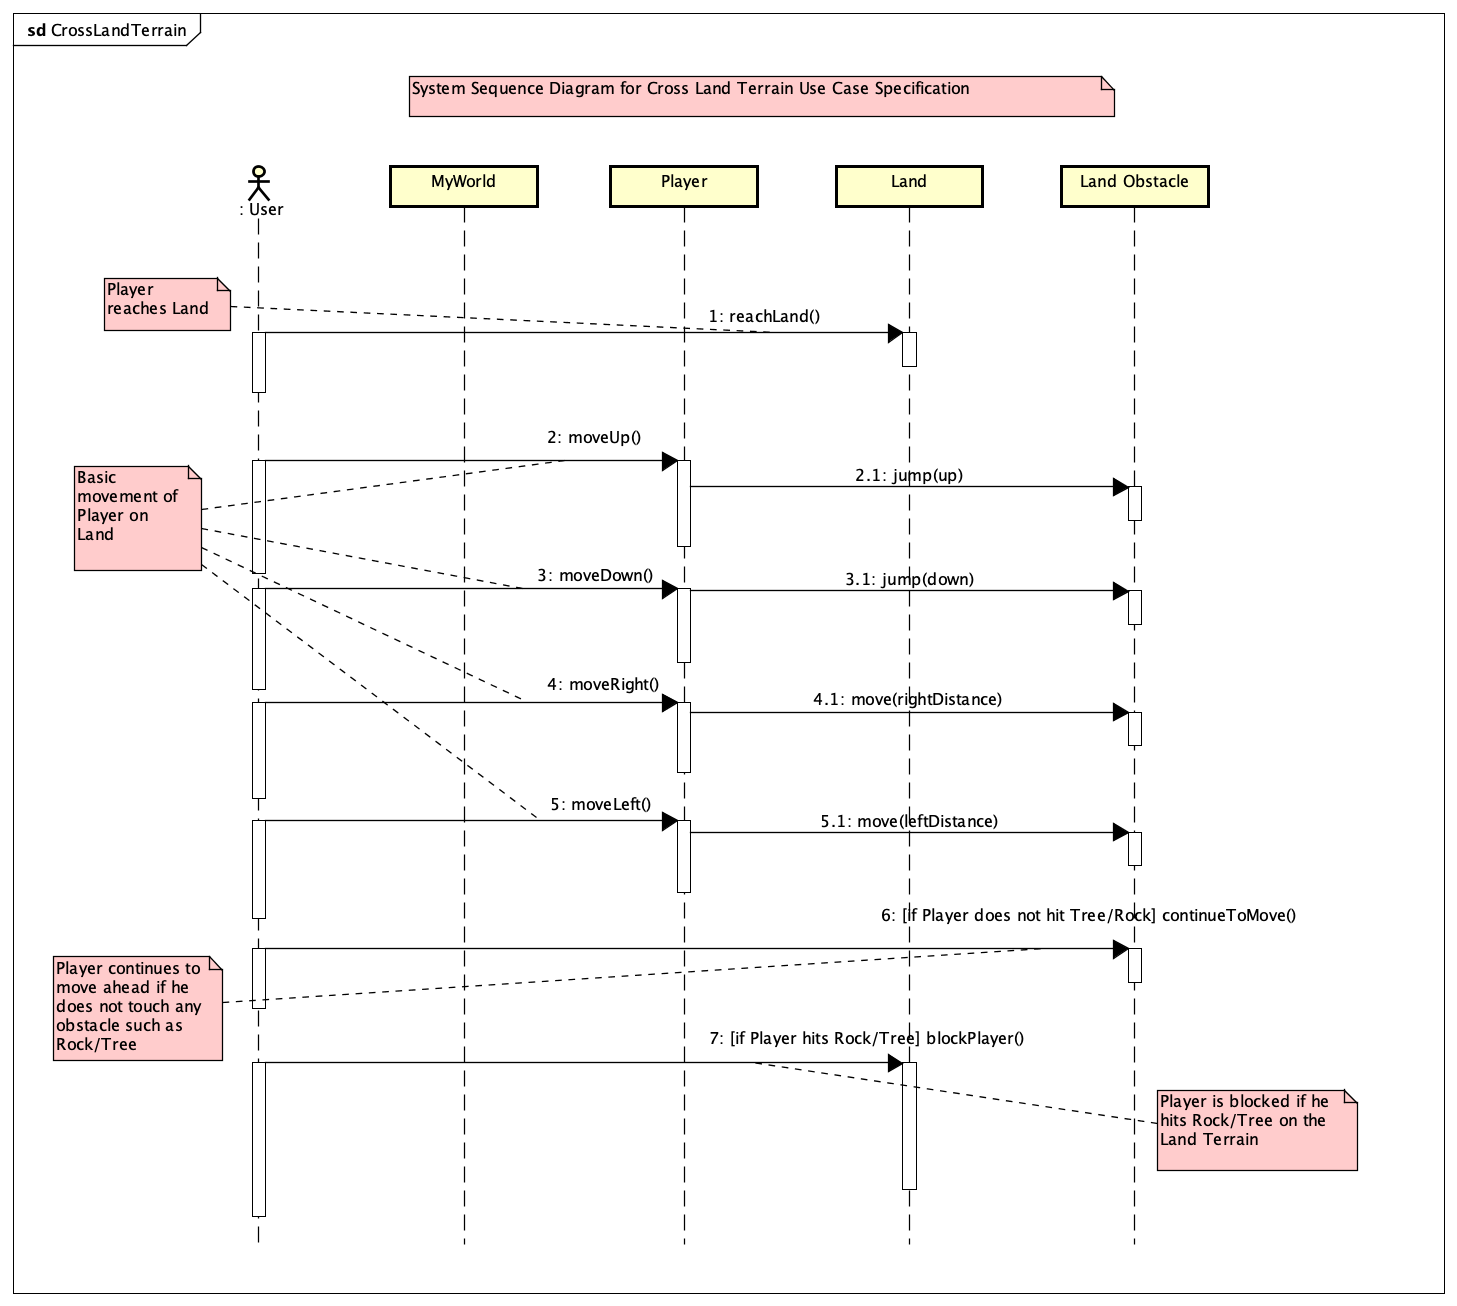 sd CrossLandTerrain
System Sequence Diagram for Cross Land Terrain Use Case Specification
: User
MyWorld
Player
Land
Land Obstacle
Player
reaches Land
1: reachLand()
2: moveUp()
Basic
movement of
Player on
Land
2.1: jump(up)
3: moveDown()
3.1: jump(down)
4: moveRight()
4.1: move(rightDistance)
5: moveLeft()
5.1: move(leftDistance)
6: [if Player does not hit Tree/Rock] continueToMove()
Player continues to
move ahead if he
does not touch any
obstacle such as
Rock/Tree
7: [if Player hits Rock/Tree] blockPlayer()
Player is blocked if he
hits Rock/Tree on the
Land Terrain